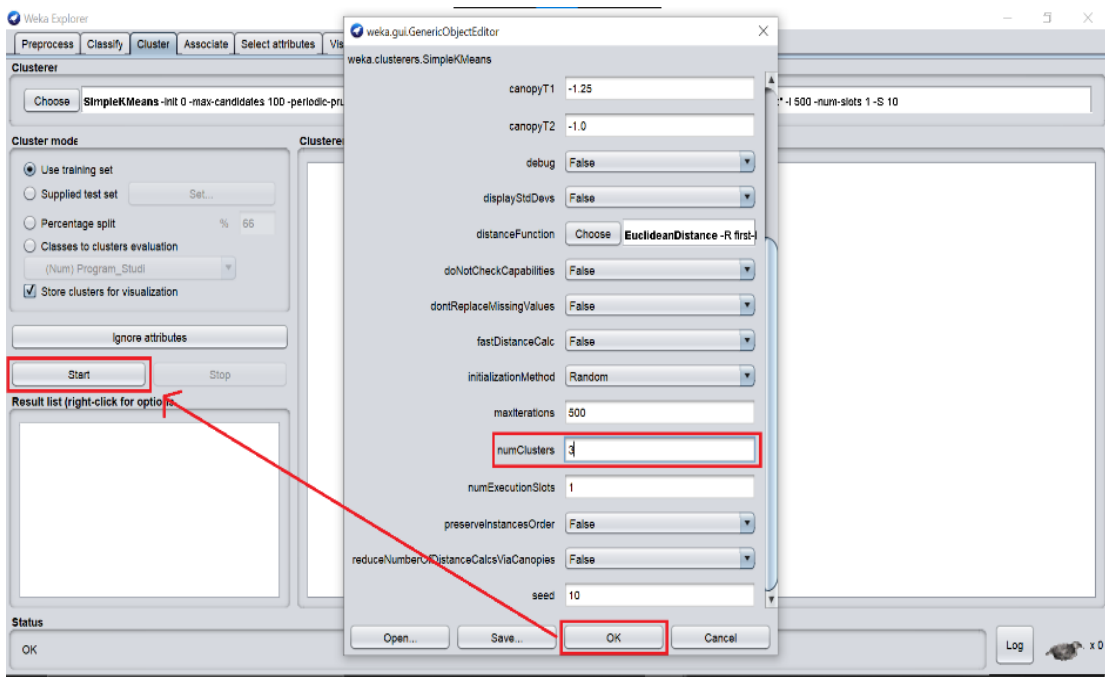 Weka Explorer
Preprocess Classify Cluster Associate Select attributes Vis
Clusterer
Choose SimpleKMeans -init 0 -max-candidates 100 -periodic-pru
-I 500 -num-slots 1 -S 10
Cluster mode
Use training set
Supplied test set Set...
Percentage split % 66
Classes to clusters evaluation
(Num) Program_Studi
Store clusters for visualization
Ignore attributes
Start Stop
Result list (right-click for options
Clusterer
weka.gui.GenericObjectEditor
weka.clusterers.SimpleKMeans
canopyT1 -1.25
canopyT2 -1.0
debug False
displayStdDevs False
distanceFunction Choose EuclideanDistance -R first-l
doNotCheckCapabilities False
dontReplaceMissingValues False
fastDistanceCalc False
initializationMethod Random
maxIterations 500
numClusters 3
numExecutionSlots 1
preserveInstancesOrder False
reduceNumberOfDistanceCalcsViaCanopies False
seed 10
Open... Save... OK Cancel
Status
OK
Log x 0